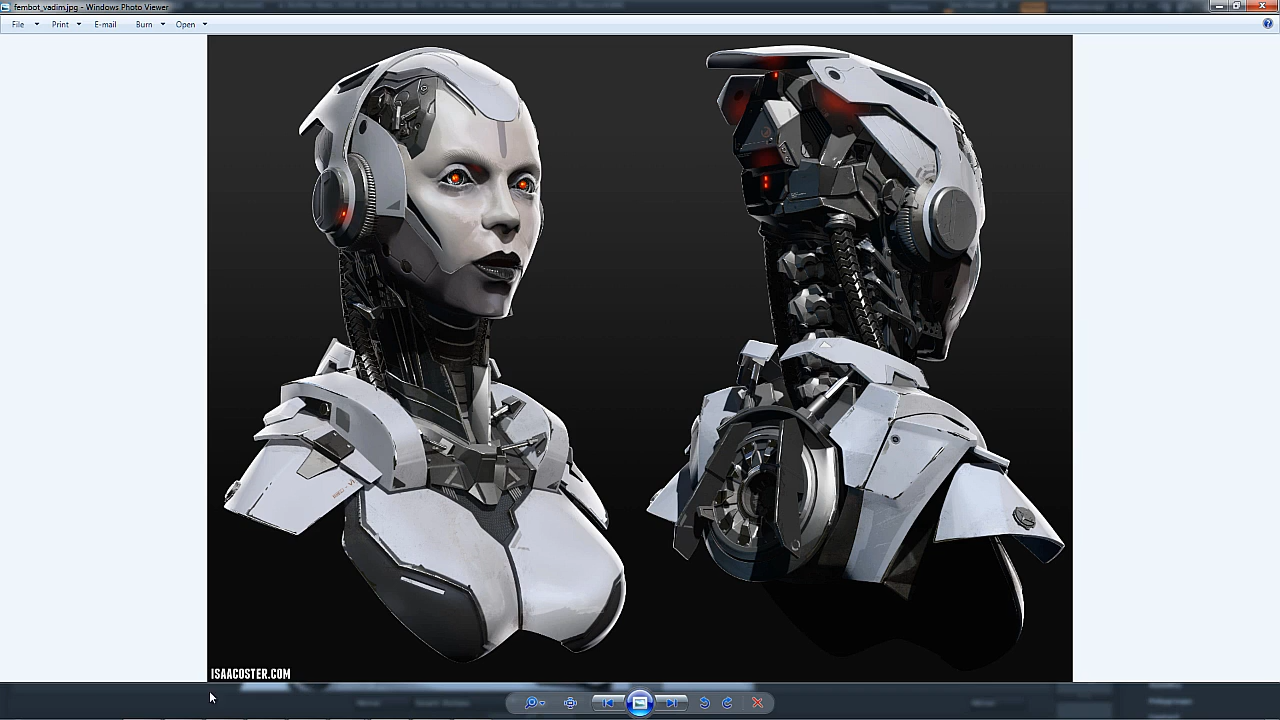 fembot_vadim.jpg - Windows Photo Viewer
File Print E-mail Burn Open
ISAACOSTER.COM